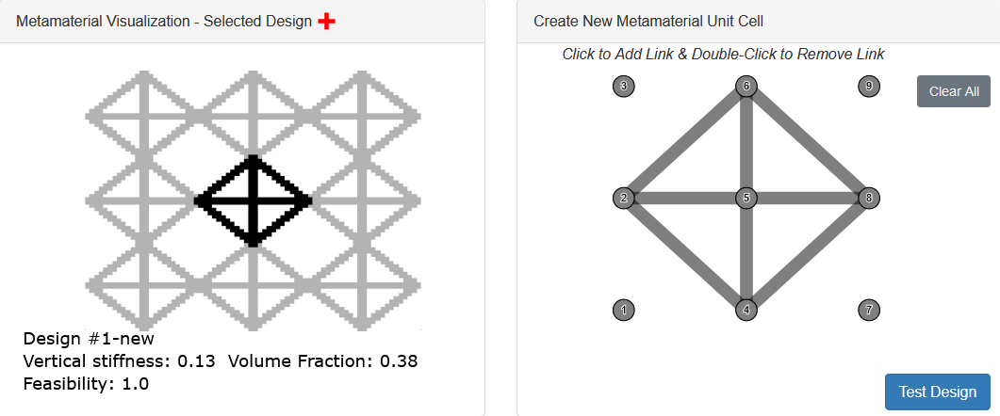 Metamaterial Visualization - Selected Design
Design #1-new
Vertical stiffness: 0.13  Volume Fraction: 0.38
Feasibility: 1.0
Create New Metamaterial Unit Cell
Click to Add Link & Double-Click to Remove Link
3 6 9
Clear All
2 5 8
1 4 7
Test Design